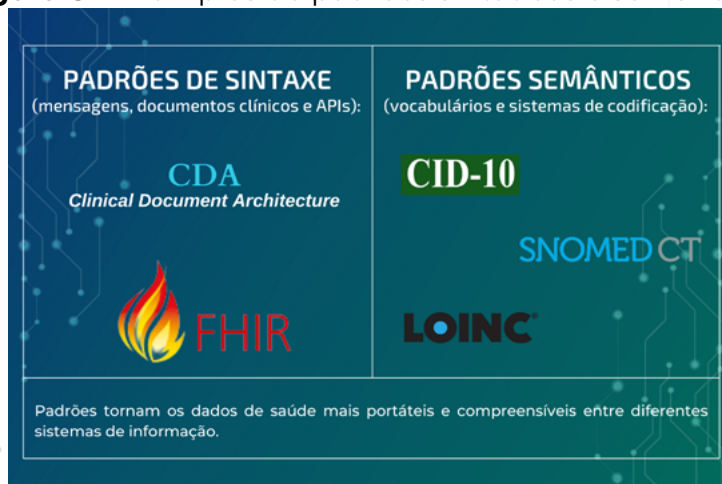 PADRÕES DE SINTAXE
(mensagens, documentos clínicos e APIs):
CDA
Clinical Document Architecture
FHIR
PADRÕES SEMÂNTICOS
(vocabulários e sistemas de codificação):
CID-10
SNOMED CT
LOINC
Padrões tornam os dados de saúde mais portáteis e compreensíveis entre diferentes
sistemas de informação.